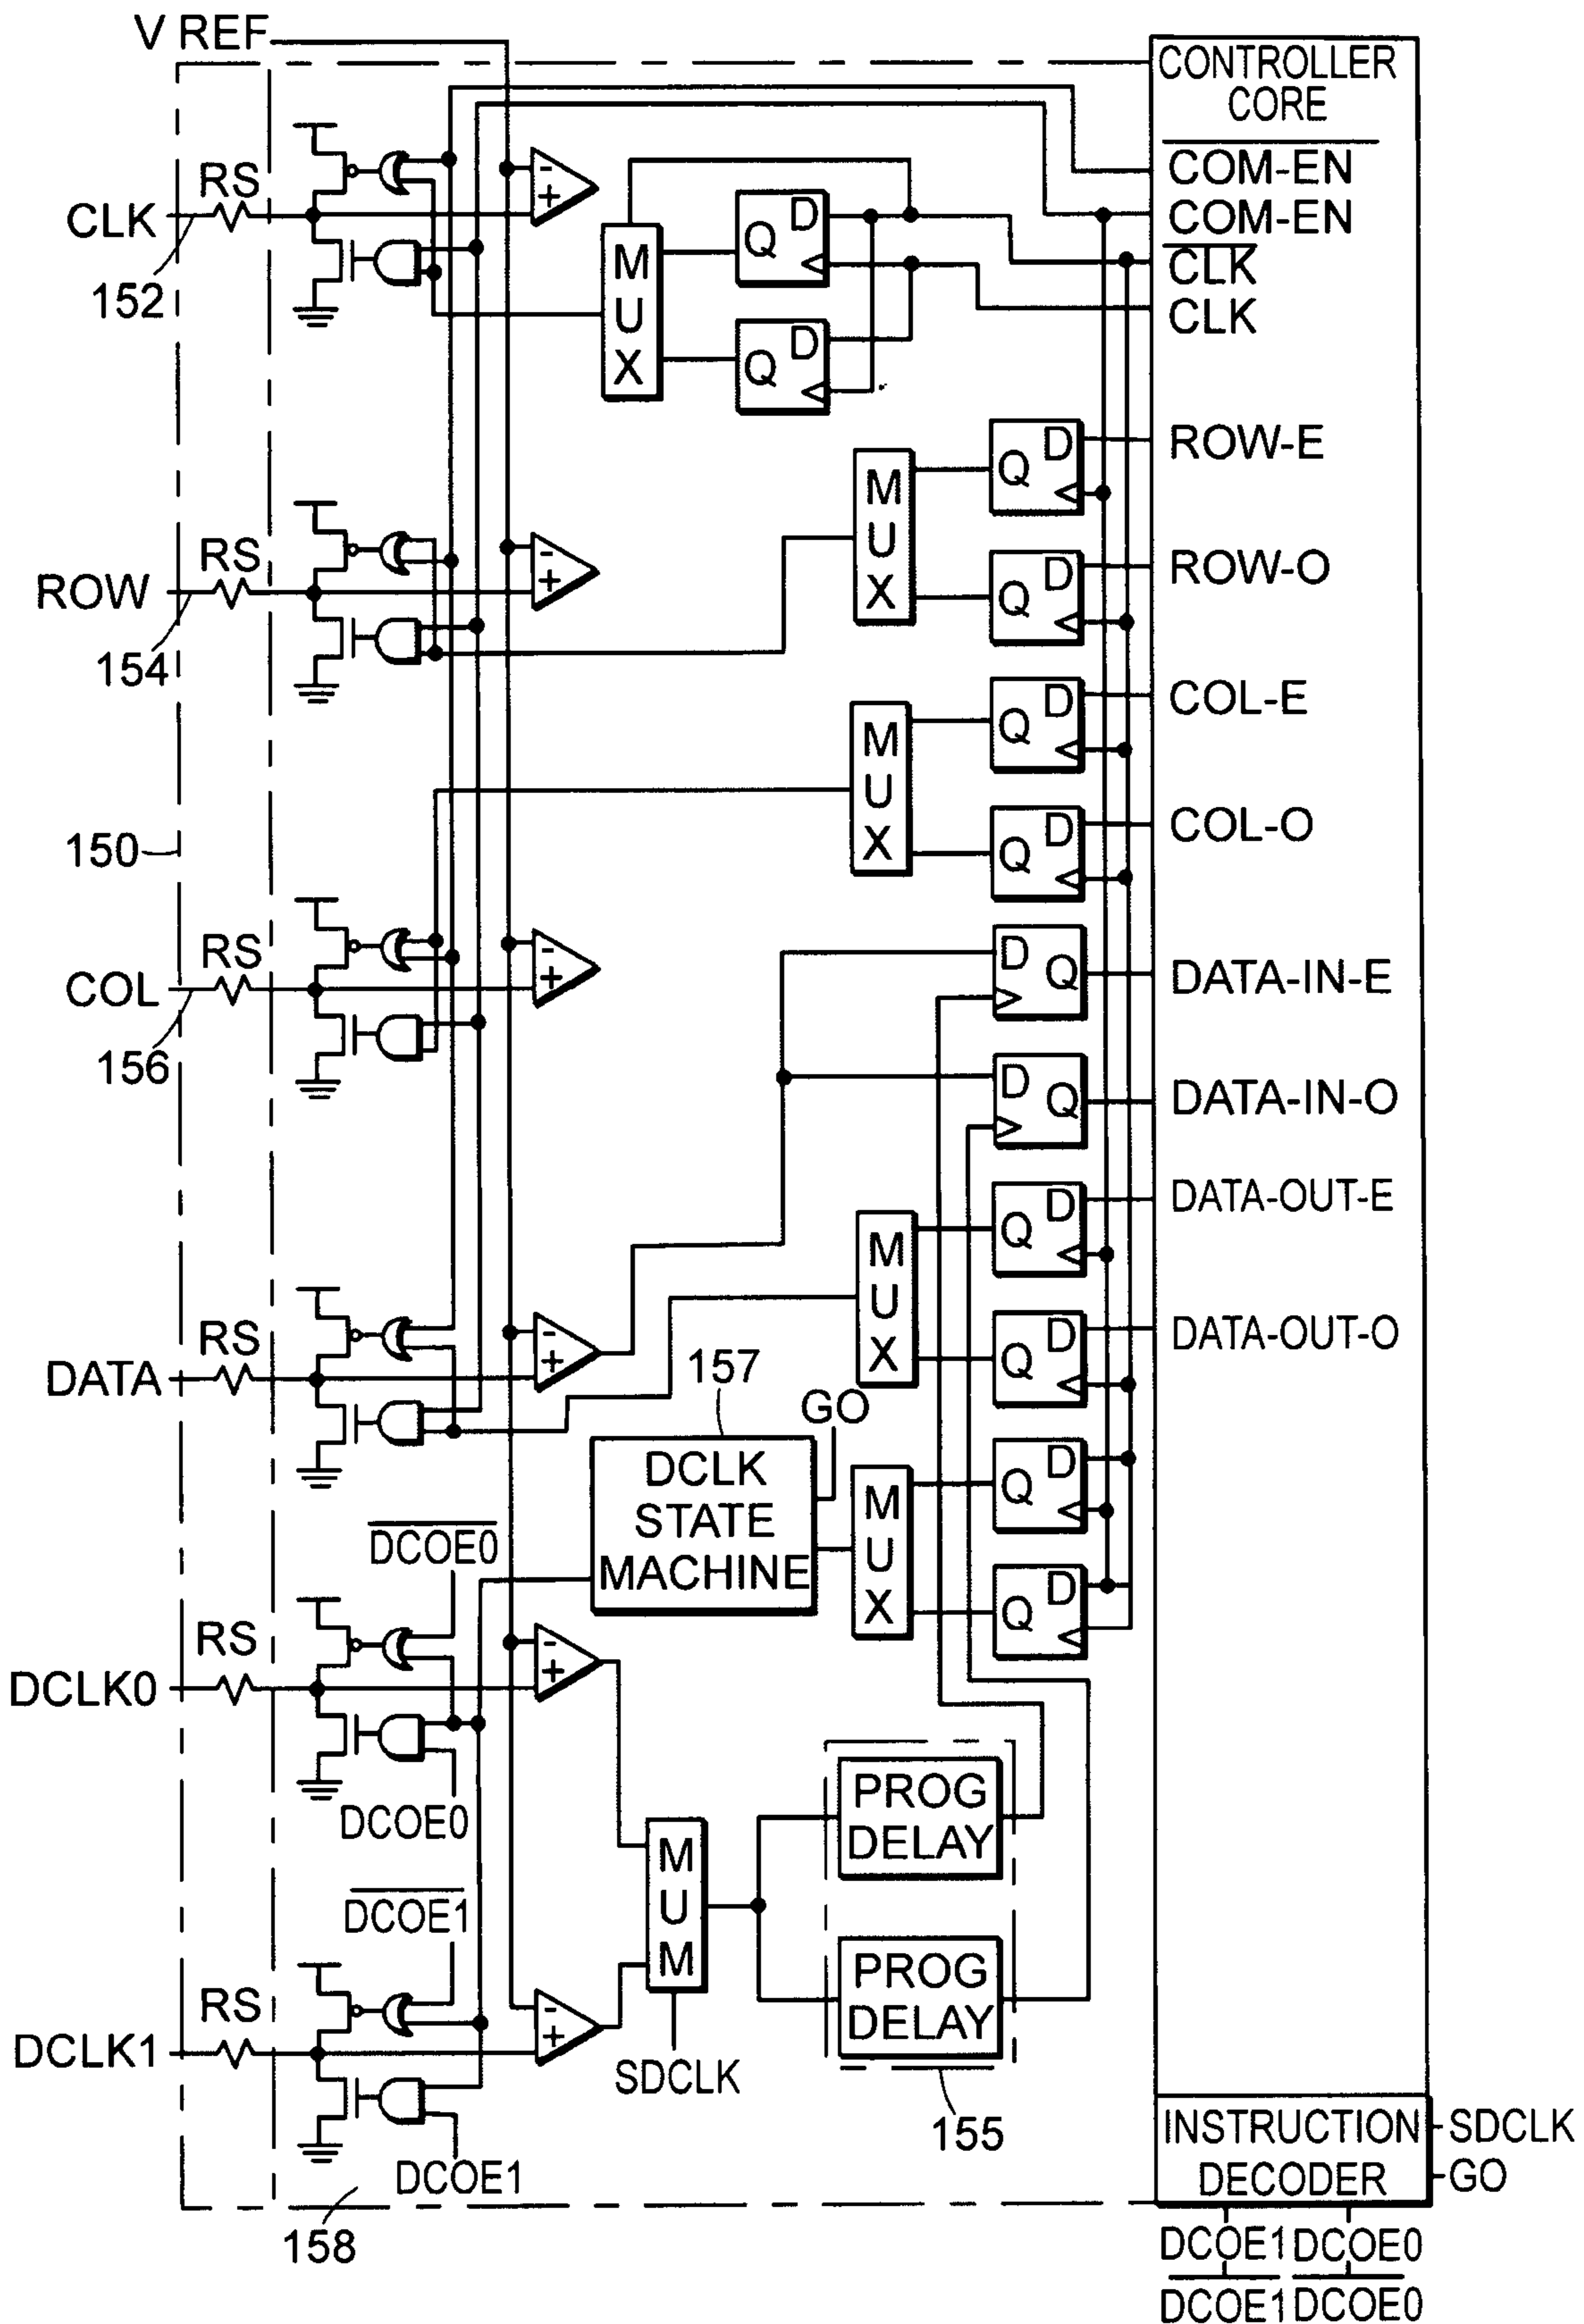 V REF
CONTROLLER
CORE
COM-EN
COM-EN
CLK
CLK
RS
CLK
152
- +
MUX
Q D
Q D
ROW-E
ROW-O
RS
ROW
154
- +
MUX
Q D
Q D
COL-E
COL-O
MUX
Q D
Q D
150
RS
COL
156
- +
D Q
DATA-IN-E
D Q
DATA-IN-O
Q D
DATA-OUT-E
MUX
Q D
DATA-OUT-O
RS
DATA
- +
157
GO
DCLK
STATE
MACHINE
MUX
Q D
Q D
DCOE0
RS
DCLK0
- +
DCOE0
MUM
PROG
DELAY
PROG
DELAY
DCOE1
RS
DCLK1
- +
SDCLK
155
DCOE1
158
INSTRUCTION
DECODER
SDCLK
GO
DCOE1 DCOE0
DCOE1 DCOE0